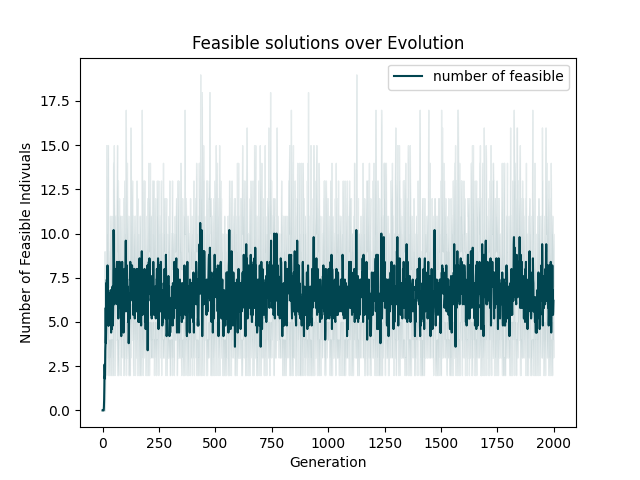 Feasible solutions over Evolution
number of feasible
17.5
15.0
12.5
10.0
7.5
5.0
2.5
0.0
Number of Feasible Indivuals
0 250 500 750 1000 1250 1500 1750 2000
Generation